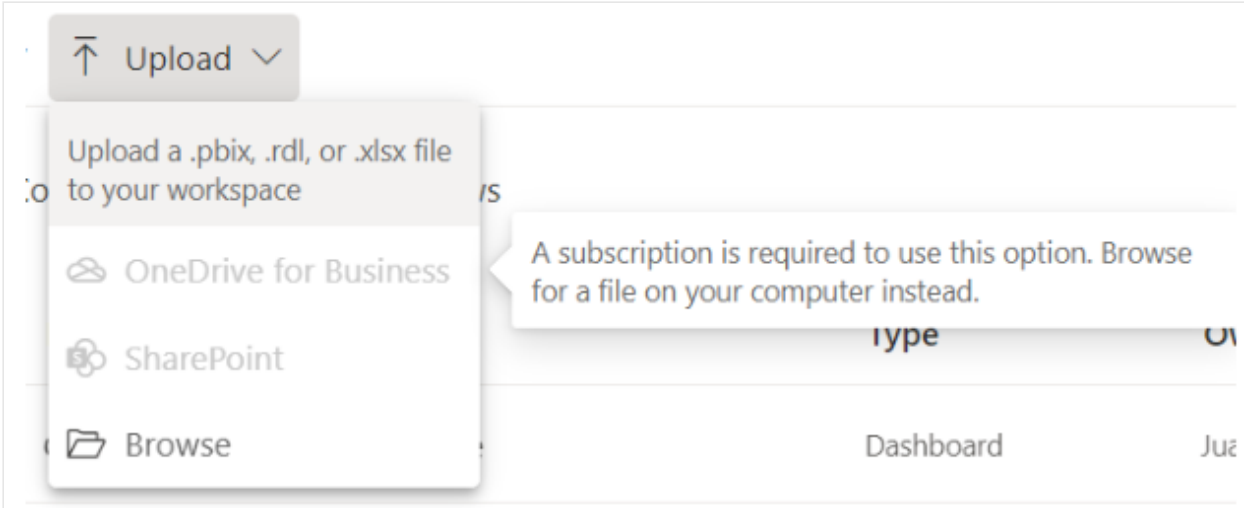 Upload
Upload a .pbix, .rdl, or .xlsx file
to your workspace
OneDrive for Business
A subscription is required to use this option. Browse
for a file on your computer instead.
Type
SharePoint
Browse
Dashboard